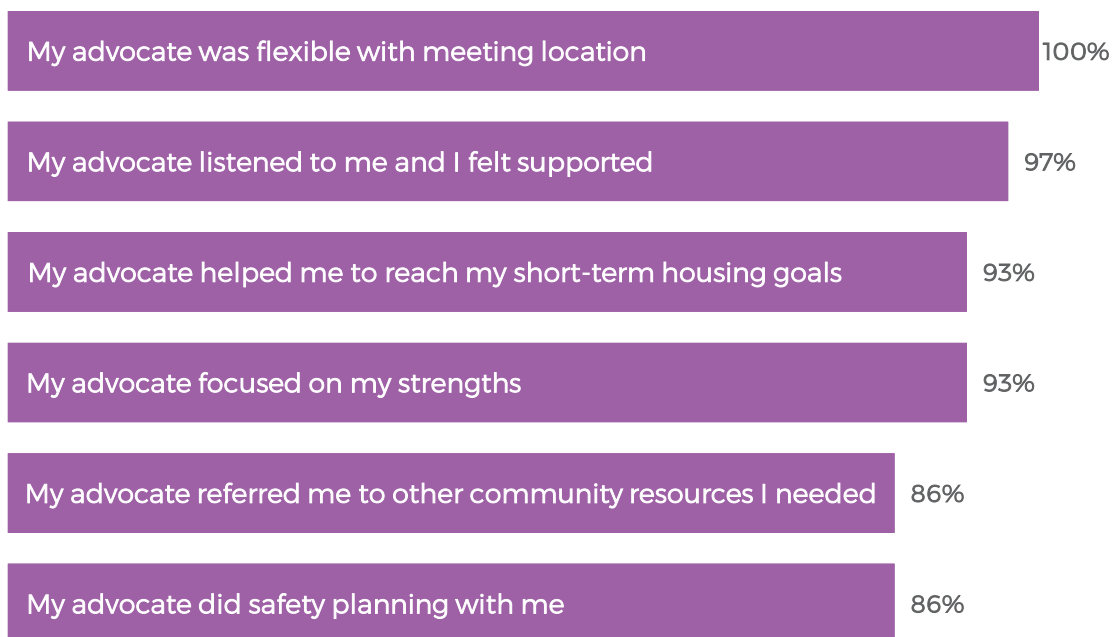 My advocate was flexible with meeting location 100%
My advocate listened to me and I felt supported 97%
My advocate helped me to reach my short-term housing goals 93%
My advocate focused on my strengths 93%
My advocate referred me to other community resources I needed 86%
My advocate did safety planning with me 86%